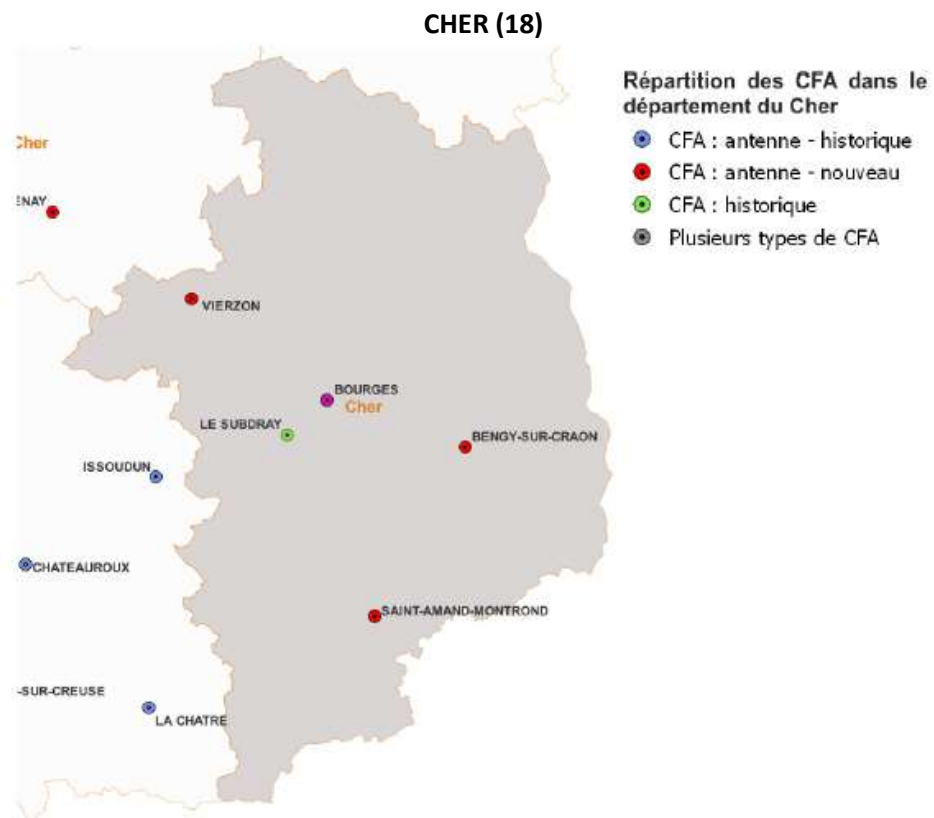 CHER (18)
Répartition des CFA dans le
département du Cher
CFA : antenne - historique
CFA : antenne - nouveau
CFA : historique
Plusieurs types de CFA
Cher
ENAY
VIERZON
BOURGES
Cher
LE SUBDRAY
BENGY-SUR-CRAON
ISSOUDUN
CHATEAUROUX
SAINT-AMAND-MONTROND
-SUR-CREUSE
LA CHATRE